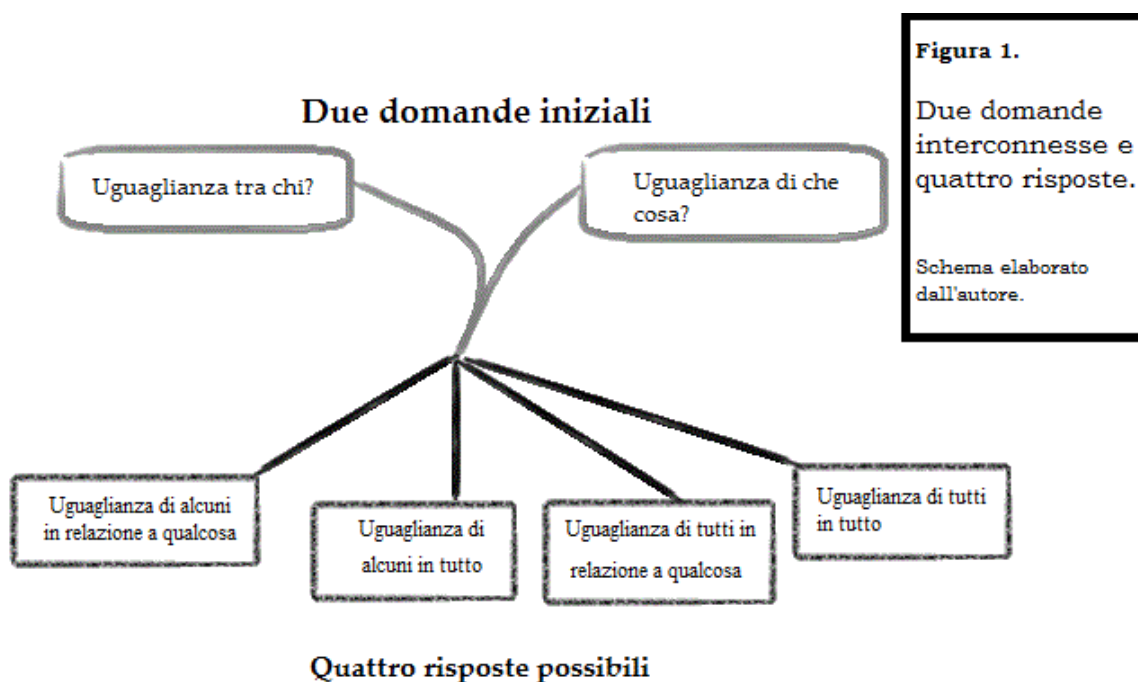 Due domande iniziali
Uguaglianza tra chi?
Uguaglianza di che
cosa?
Figura 1.
Due domande
interconnesse e
quattro risposte.
Schema elaborato
dall'autore.
Uguaglianza di alcuni
in relazione a qualcosa
Uguaglianza di
alcuni in tutto
Uguaglianza di tutti in
relazione a qualcosa
Uguaglianza di tutti
in tutto
Quattro risposte possibili